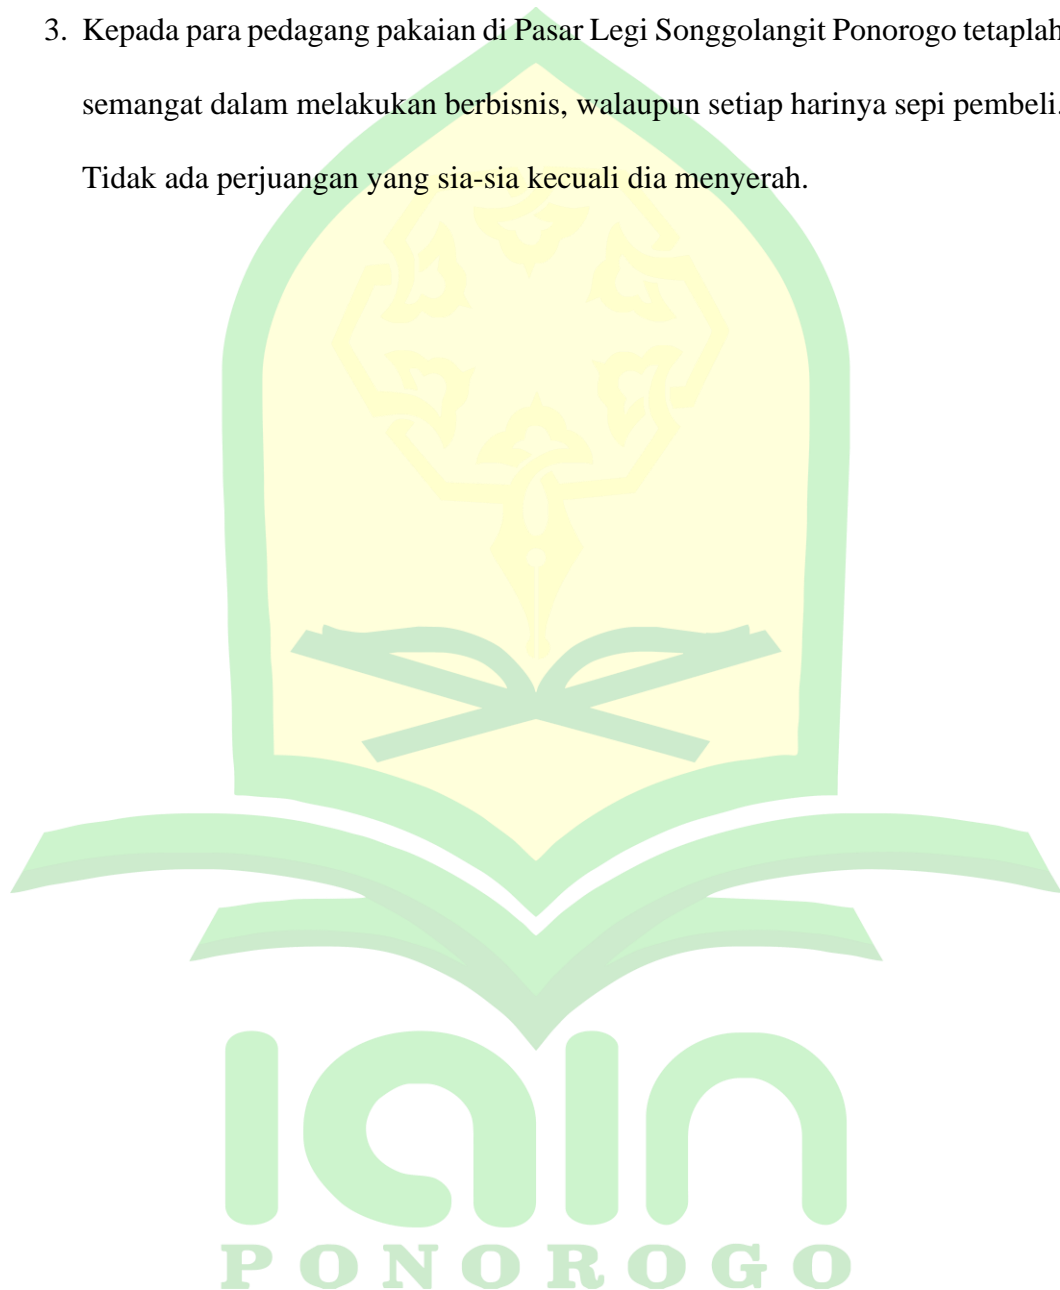 3. Kepada para pedagang pakaian di Pasar Legi Songgolangit Ponorogo tetaplah
semangat dalam melakukan berbisnis, walaupun setiap harinya sepi pembeli.
Tidak ada perjuangan yang sia-sia kecuali dia menyerah.
iain
PONOROGO